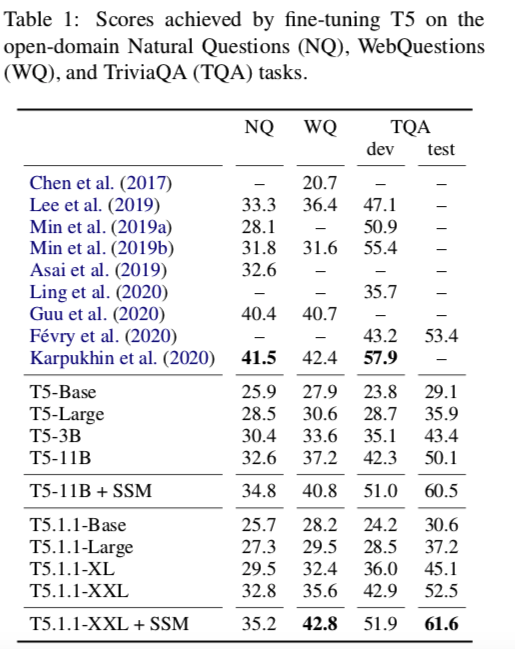 Table 1: Scores achieved by fine-tuning T5 on the
open-domain Natural Questions (NQ), WebQuestions
(WQ), and TriviaQA (TQA) tasks.
NQ WQ TQA
dev test
Chen et al. (2017) – 20.7 – –
Lee et al. (2019) 33.3 36.4 47.1 –
Min et al. (2019a) 28.1 – 50.9 –
Min et al. (2019b) 31.8 31.6 55.4 –
Asai et al. (2019) 32.6 – – –
Ling et al. (2020) – – 35.7 –
Guu et al. (2020) 40.4 40.7 – –
Févry et al. (2020) – – 43.2 53.4
Karpukhin et al. (2020) 41.5 42.4 57.9 –
T5-Base 25.9 27.9 23.8 29.1
T5-Large 28.5 30.6 28.7 35.9
T5-3B 30.4 33.6 35.1 43.4
T5-11B 32.6 37.2 42.3 50.1
T5-11B + SSM 34.8 40.8 51.0 60.5
T5.1.1-Base 25.7 28.2 24.2 30.6
T5.1.1-Large 27.3 29.5 28.5 37.2
T5.1.1-XL 29.5 32.4 36.0 45.1
T5.1.1-XXL 32.8 35.6 42.9 52.5
T5.1.1-XXL + SSM 35.2 42.8 51.9 61.6